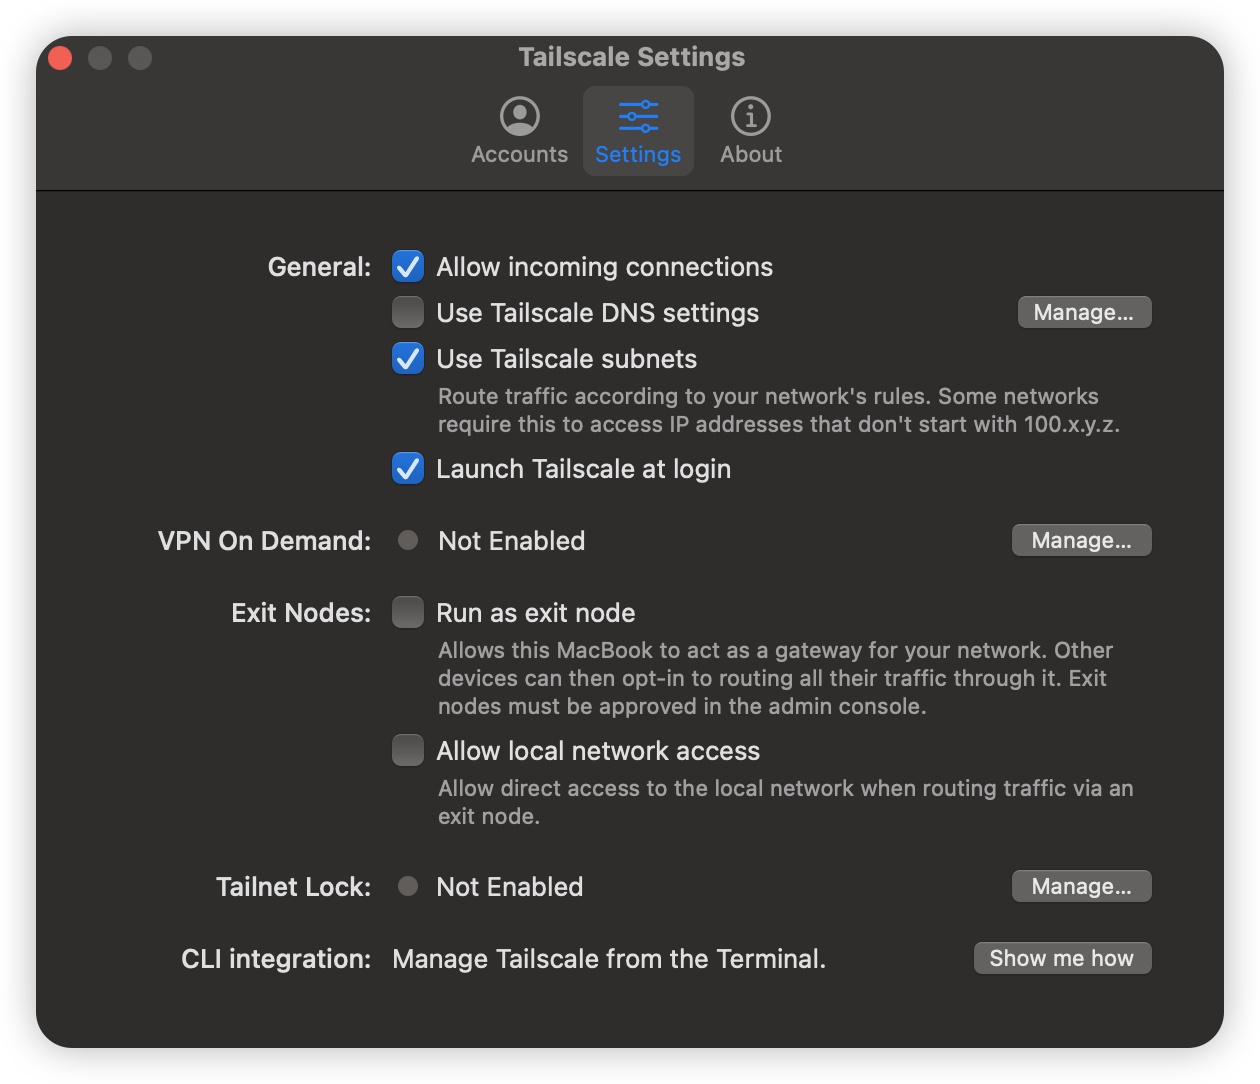 Tailscale Settings
Accounts
Settings
About
General:
Allow incoming connections
Use Tailscale DNS settings
Manage...
Use Tailscale subnets
Route traffic according to your network's rules. Some networks
require this to access IP addresses that don't start with 100.x.y.z.
Launch Tailscale at login
VPN On Demand:
Not Enabled
Manage...
Exit Nodes:
Run as exit node
Allows this MacBook to act as a gateway for your network. Other
devices can then opt-in to routing all their traffic through it. Exit
nodes must be approved in the admin console.
Allow local network access
Allow direct access to the local network when routing traffic via an
exit node.
Tailnet Lock:
Not Enabled
Manage...
CLI integration:
Manage Tailscale from the Terminal.
Show me how